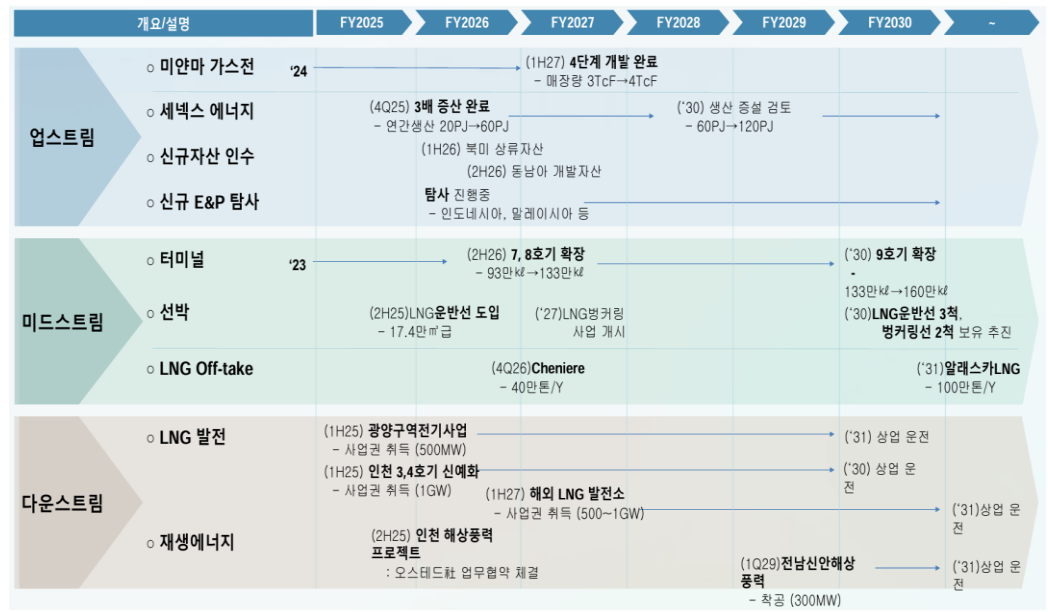 개요/설명 FY2025 FY2026 FY2027 FY2028 FY2029 FY2030 ~
업스트림
○ 미얀마 가스전 ‘24
(1H27) 4단계 개발 완료
– 매장량 3TcF→4TcF
○ 세넥스 에너지
(4Q25) 3배 증산 완료
– 연간생산 20PJ→60PJ
(‘30) 생산 증설 검토
– 60PJ→120PJ
○ 신규자산 인수
(1H26) 북미 상류자산
(2H26) 동남아 개발자산
○ 신규 E&P 탐사
탐사 진행중
– 인도네시아, 말레이시아 등
미드스트림
○ 터미널 ‘23
(2H26) 7, 8호기 확장
– 93만㎘→133만㎘
(‘30) 9호기 확장
-
133만㎘→160만㎘
○ 선박
(2H25)LNG운반선 도입
– 17.4만㎥급
(‘27)LNG벙커링
사업 개시
(‘30)LNG운반선 3척,
벙커링선 2척 보유 추진
○ LNG Off-take
(4Q26)Cheniere
– 40만톤/Y
(‘31)알래스카LNG
– 100만톤/Y
다운스트림
○ LNG 발전
(1H25) 광양구역전기사업
– 사업권 취득 (500MW)
(‘31) 상업 운전
(1H25) 인천 3,4호기 신예화
– 사업권 취득 (1GW)
(‘30) 상업 운
전
(1H27) 해외 LNG 발전소
– 사업권 취득 (500~1GW)
(‘31)상업 운
전
○ 재생에너지
(2H25) 인천 해상풍력
프로젝트
: 오스테드社 업무협약 체결
(1Q29)전남신안해상
풍력
– 착공 (300MW)
(‘31)상업 운
전